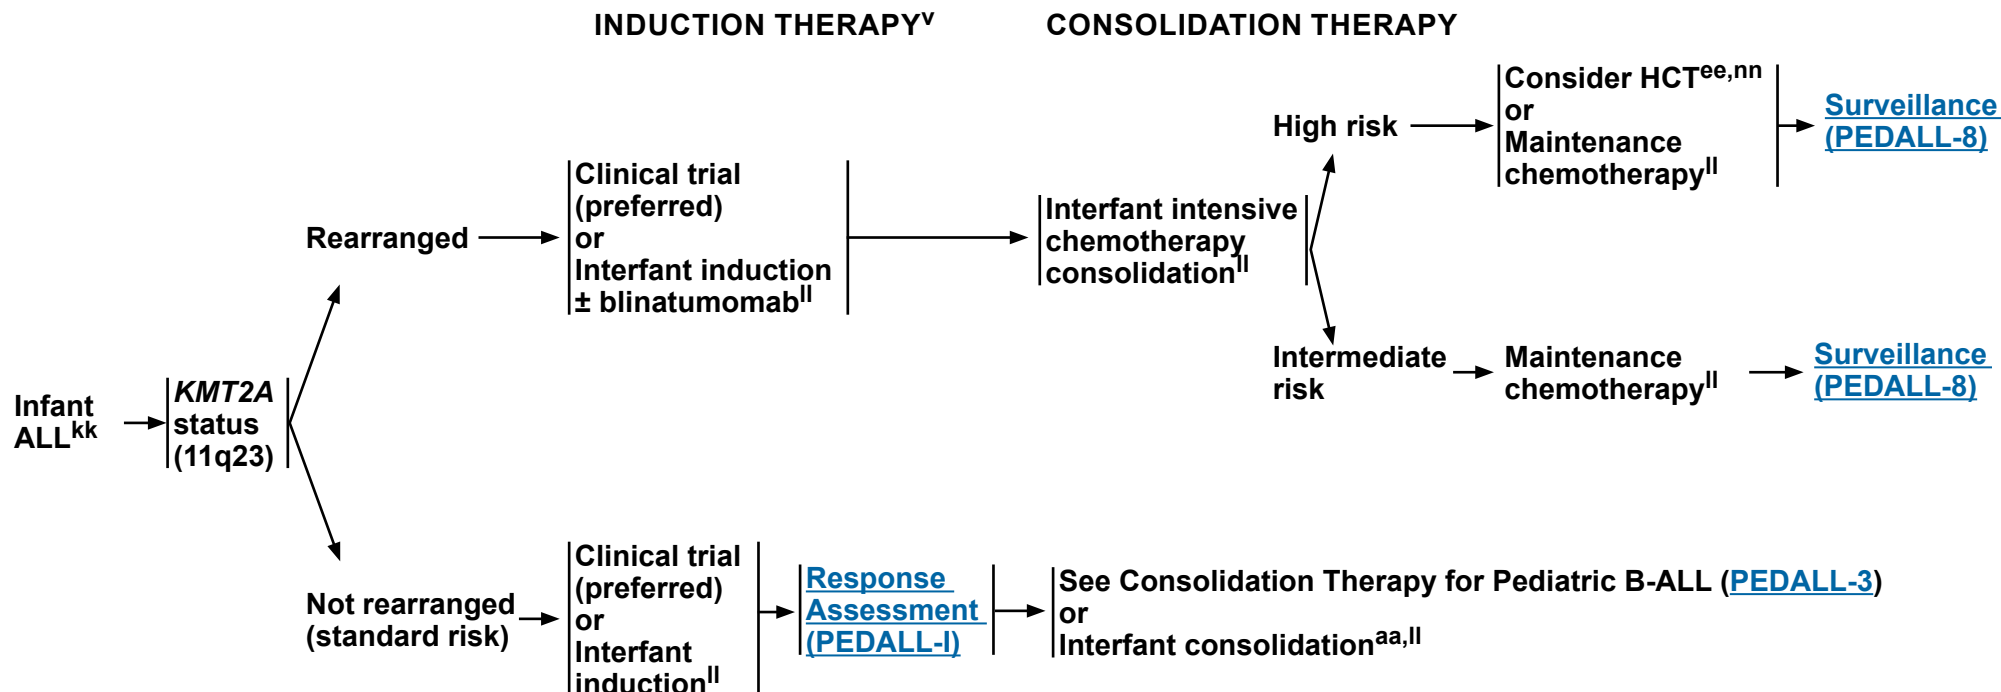 INDUCTION THERAPYv
CONSOLIDATION THERAPY
Infant
ALLkk
KMT2A
status
(11q23)
Rearranged
Clinical trial
(preferred)
or
Interfant induction
± blinatumomabll
Interfant intensive
chemotherapy
consolidationll
High risk
Consider HCTee,nn
or
Maintenance
chemotherapyll
Surveillance
(PEDALL-8)
Intermediate
risk
Maintenance
chemotherapyll
Surveillance
(PEDALL-8)
Not rearranged
(standard risk)
Clinical trial
(preferred)
or
Interfant
inductionll
Response
Assessment
(PEDALL-I)
See Consolidation Therapy for Pediatric B-ALL (PEDALL-3)
or
Interfant consolidationaa,ll